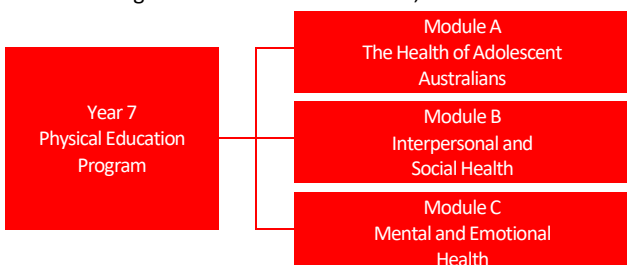 Module A
The Health of Adolescent
Australians
Year 7
Physical Education
Program
Module B
Interpersonal and
Social Health
Module C
Mental and Emotional
Health